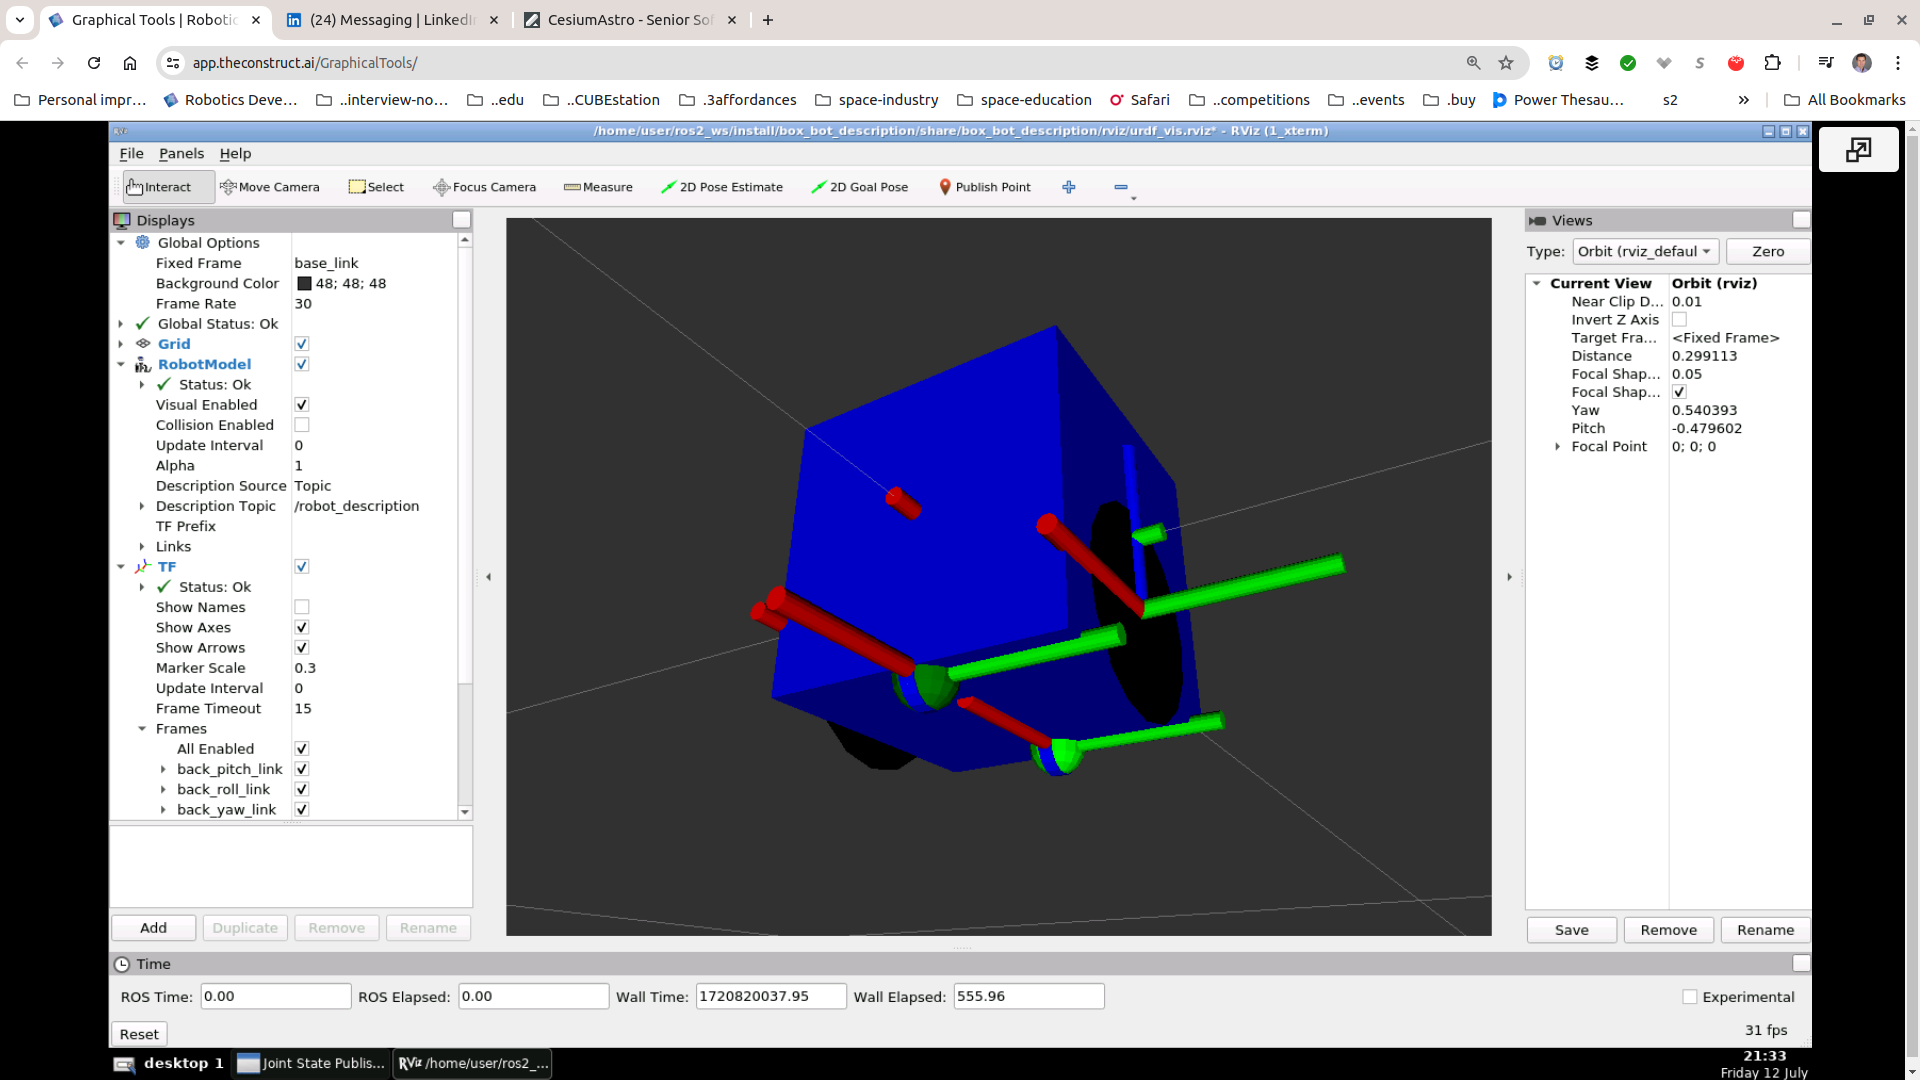 Graphical Tools | Robotic
(24) Messaging | LinkedIn
CesiumAstro - Senior Sof
app.theconstruct.ai/GraphicalTools/
Personal impr...
Robotics Deve...
..interview-no...
..edu
..CUBEstation
.3affordances
space-industry
space-education
Safari
..competitions
..events
.buy
Power Thesau...
s2
All Bookmarks
/home/user/ros2_ws/install/box_bot_description/share/box_bot_description/rviz/urdf_vis.rviz* - RViz (1_xterm)
File Panels Help
Interact Move Camera Select Focus Camera Measure 2D Pose Estimate 2D Goal Pose Publish Point
Displays
Global Options
Fixed Frame base_link
Background Color 48; 48; 48
Frame Rate 30
Global Status: Ok
Grid
RobotModel
Status: Ok
Visual Enabled
Collision Enabled
Update Interval 0
Alpha 1
Description Source Topic
Description Topic /robot_description
TF Prefix
Links
TF
Status: Ok
Show Names
Show Axes
Show Arrows
Marker Scale 0.3
Update Interval 0
Frame Timeout 15
Frames
All Enabled
back_pitch_link
back_roll_link
back_yaw_link
Add Duplicate Remove Rename
Views
Type: Orbit (rviz_defaul Zero
Current View Orbit (rviz)
Near Clip D... 0.01
Invert Z Axis
Target Fra... <Fixed Frame>
Distance 0.299113
Focal Shap... 0.05
Focal Shap...
Yaw 0.540393
Pitch -0.479602
Focal Point 0; 0; 0
Save Remove Rename
Time
ROS Time: 0.00 ROS Elapsed: 0.00 Wall Time: 1720820037.95 Wall Elapsed: 555.96 Experimental
Reset
31 fps
desktop 1
Joint State Publis...
RViz /home/user/ros2_...
21:33
Friday 12 July